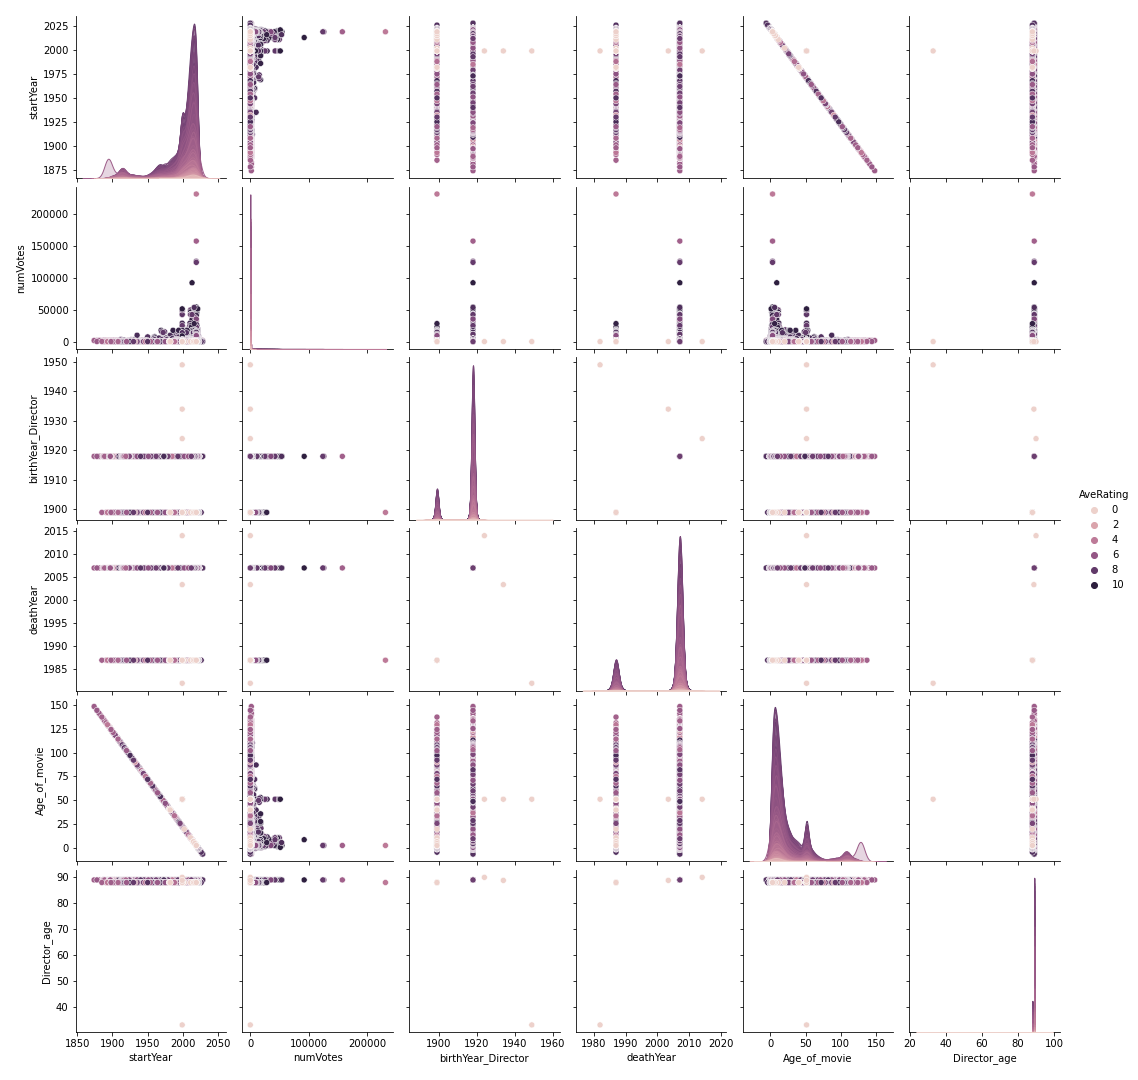 2025
2000
1975
1950
1925
1900
1875
startYear
200000
150000
100000
50000
0
numVotes
1950
1940
1930
1920
1910
1900
birthYear_Director
2015
2010
2005
2000
1995
1990
1985
deathYear
150
125
100
75
50
25
0
Age_of_movie
90
80
70
60
50
40
Director_age
1850 1900 1950 2000 2050
startYear
0 100000 200000
numVotes
1900 1920 1940 1960
birthYear_Director
1980 1990 2000 2010 2020
deathYear
0 50 100 150
Age_of_movie
20 40 60 80 100
Director_age
AveRating
0
2
4
6
8
10